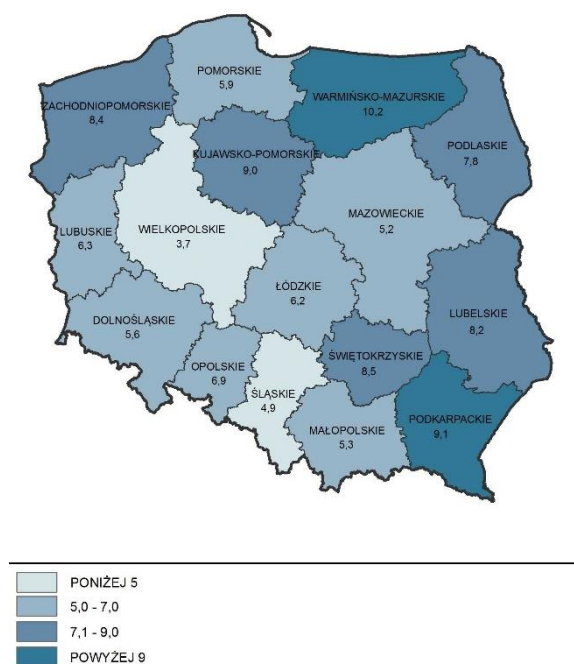 POMORSKIE
5,9
WARMIŃSKO-MAZURSKIE
10,2
ZACHODNIOPOMORSKIE
8,4
PODLASKIE
7,8
KUJAWSKO-POMORSKIE
9,0
MAZOWIECKIE
5,2
WIELKOPOLSKIE
3,7
LUBUSKIE
6,3
ŁÓDZKIE
6,2
LUBELSKIE
8,2
DOLNOŚLĄSKIE
5,6
ŚWIĘTOKRZYSKIE
8,5
OPOLSKIE
6,9
ŚLĄSKIE
4,9
PODKARPACKIE
9,1
MAŁOPOLSKIE
5,3
PONIŻEJ 5
5,0 - 7,0
7,1 - 9,0
POWYŻEJ 9